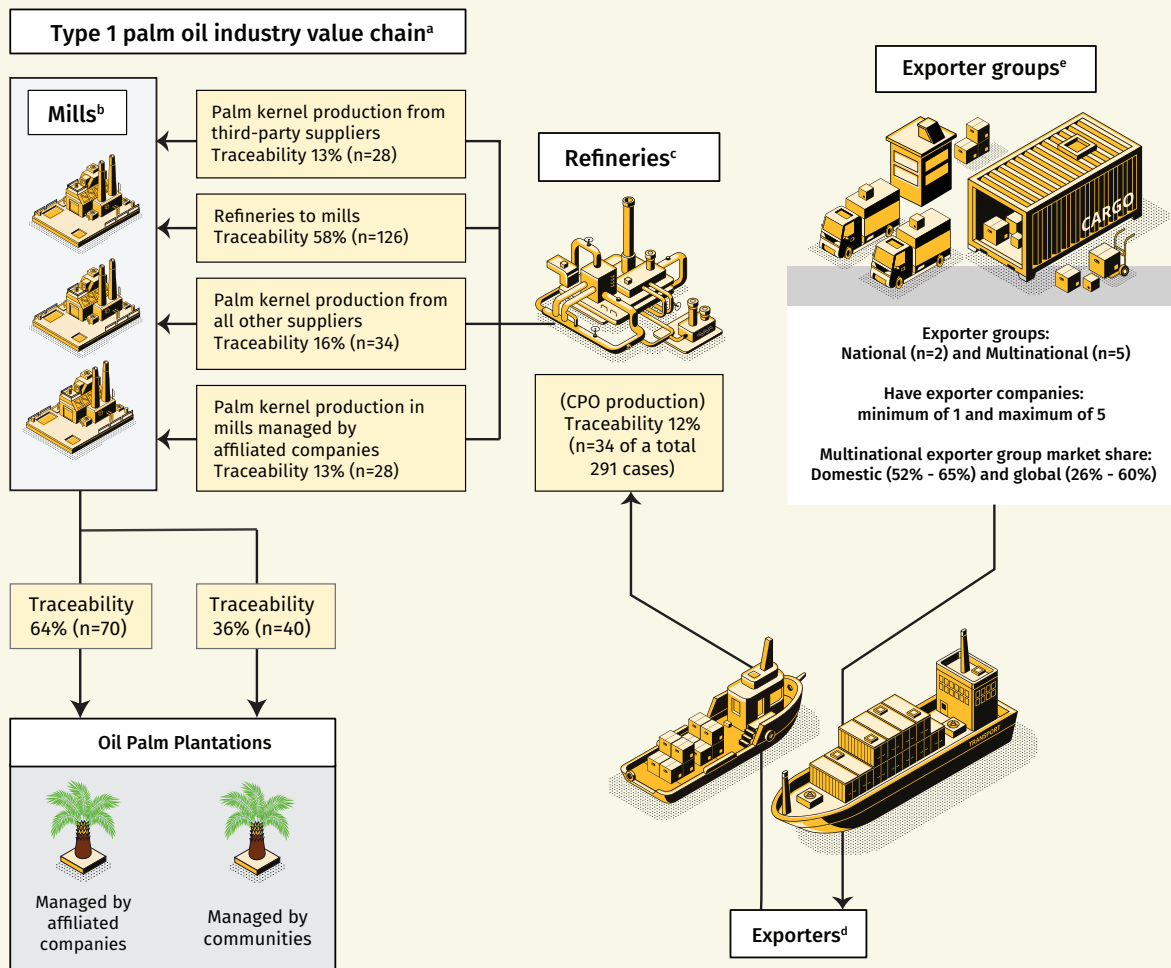 Type 1 palm oil industry value chainᵃ
Millsᵇ
Palm kernel production from
third-party suppliers
Traceability 13% (n=28)
Refineries to mills
Traceability 58% (n=126)
Palm kernel production from
all other suppliers
Traceability 16% (n=34)
Palm kernel production in
mills managed by
affiliated companies
Traceability 13% (n=28)
Refineriesᶜ
(CPO production)
Traceability 12%
(n=34 of a total
291 cases)
Exporter groupsᵉ
CARGO
Exporter groups:
National (n=2) and Multinational (n=5)
Have exporter companies:
minimum of 1 and maximum of 5
Multinational exporter group market share:
Domestic (52% - 65%) and global (26% - 60%)
Traceability
64% (n=70)
Traceability
36% (n=40)
Oil Palm Plantations
Managed by
affiliated
companies
Managed by
communities
TRANSPORT
Exportersᵈ